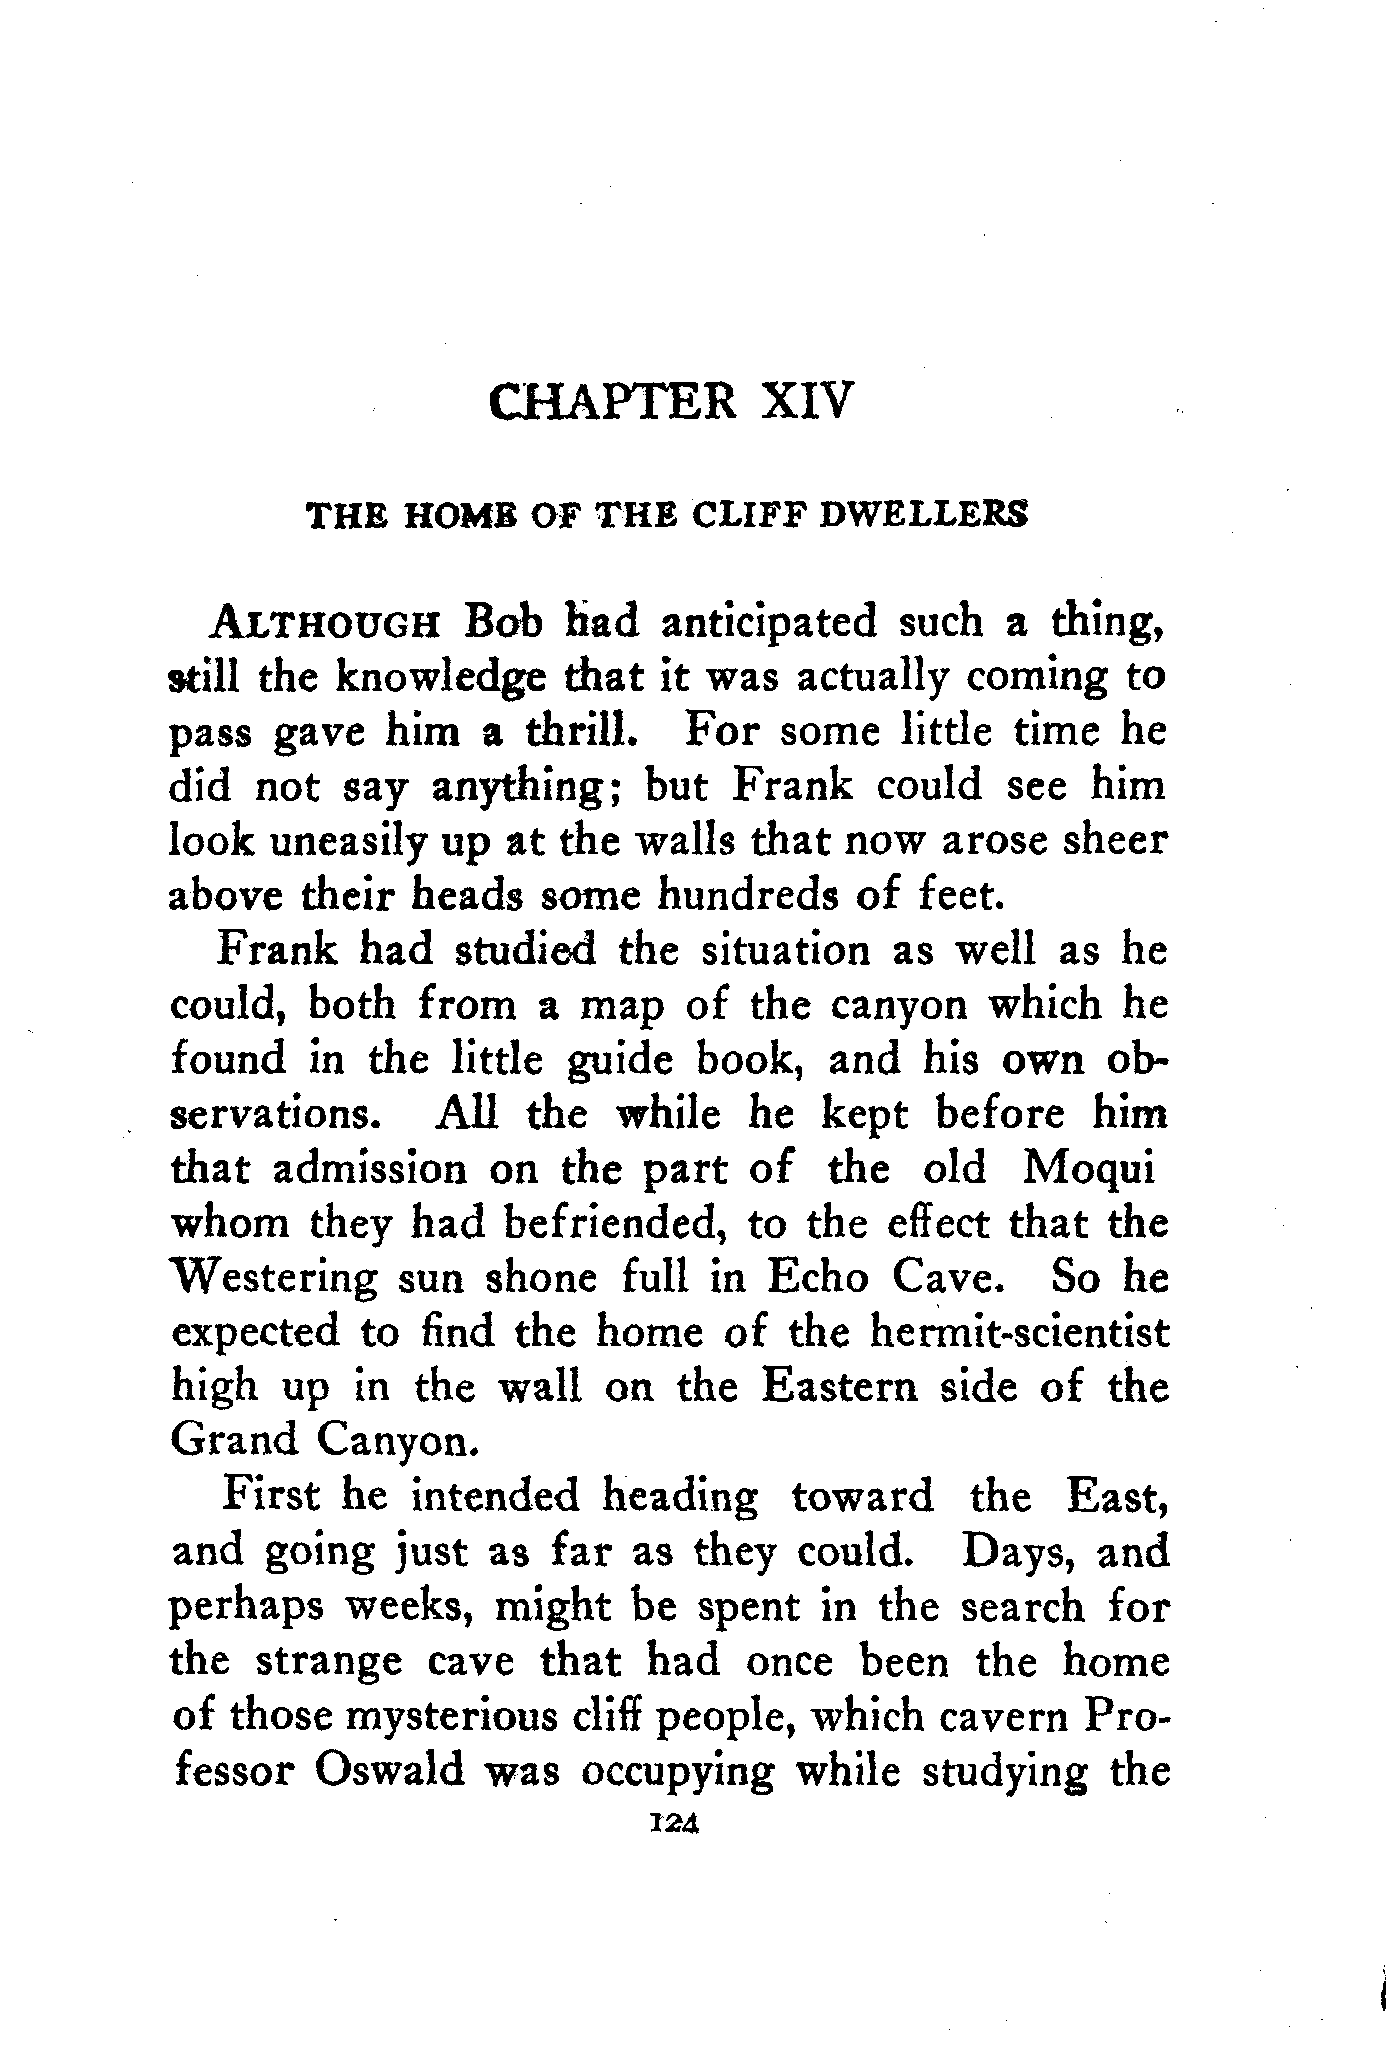 CHAPTER XIV
THE HOME OF THE CLIFF DWELLERS
ALTHOUGH Bob had anticipated such a thing,
still the knowledge that it was actually coming to
pass gave him a thrill. For some little time he
did not say anything; but Frank could see him
look uneasily up at the walls that now arose sheer
above their heads some hundreds of feet.
Frank had studied the situation as well as he
could, both from a map of the canyon which he
found in the little guide book, and his own ob-
servations. All the while he kept before him
that admission on the part of the old Moqui
whom they had befriended, to the effect that the
Westering sun shone full in Echo Cave. So he
expected to find the home of the hermit-scientist
high up in the wall on the Eastern side of the
Grand Canyon.
First he intended heading toward the East,
and going just as far as they could. Days, and
perhaps weeks, might be spent in the search for
the strange cave that had once been the home
of those mysterious cliff people, which cavern Pro-
fessor Oswald was occupying while studying the
124